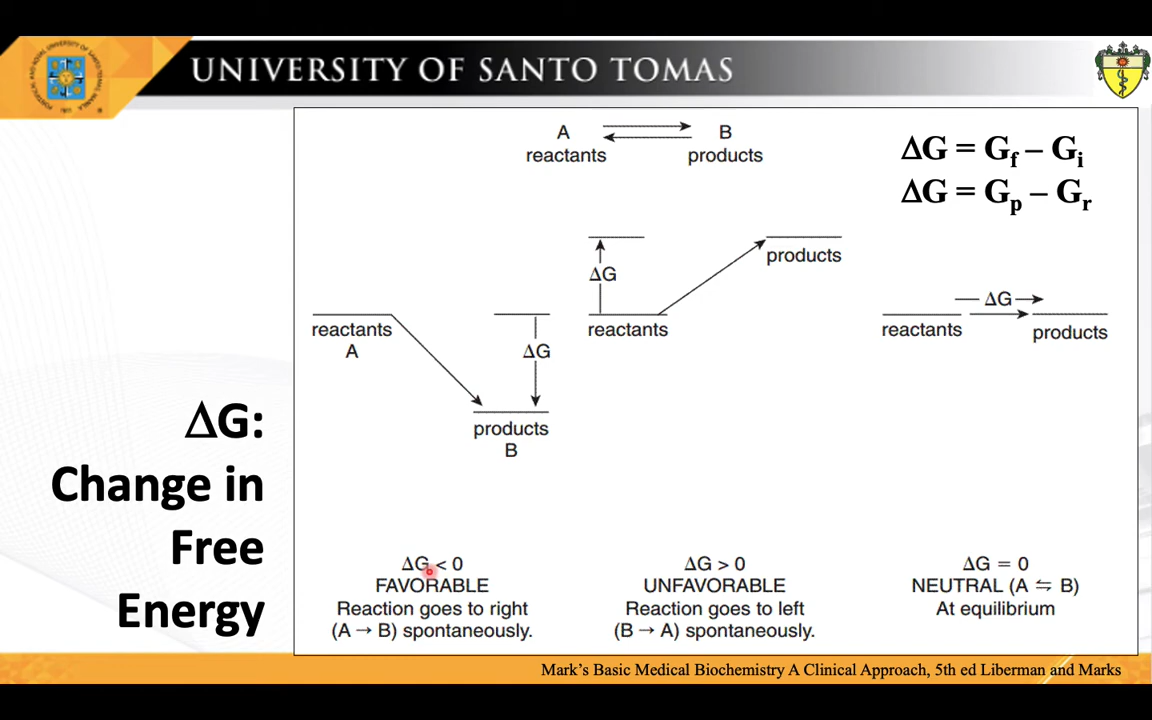 UNIVERSITY OF SANTO TOMAS
A ⇌ B
reactants products
ΔG = Gf – Gi
ΔG = Gp – Gr
reactants
A
ΔG
products
B
ΔG
reactants
products
ΔG
reactants
products
ΔG:
Change in
Free
Energy
ΔG < 0
FAVORABLE
Reaction goes to right
(A → B) spontaneously.
ΔG > 0
UNFAVORABLE
Reaction goes to left
(B → A) spontaneously.
ΔG = 0
NEUTRAL (A ⇋ B)
At equilibrium
Mark's Basic Medical Biochemistry A Clinical Approach, 5th ed Liberman and Marks